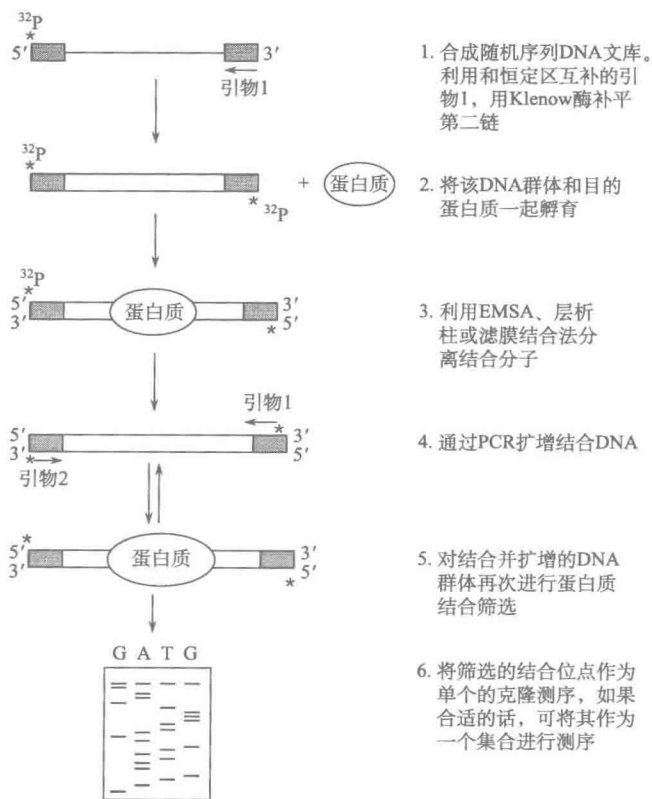 ³²P
5′ * 3′
引物1
1. 合成随机序列DNA文库。
利用和恒定区互补的引
物1，用Klenow酶补平
第二链
³²P
*
+ 蛋白质
* ³²P
2. 将该DNA群体和目的
蛋白质一起孵育
³²P
*
5′ 3′
蛋白质
3′ * 5′
3. 利用EMSA、层析
柱或滤膜结合法分
离结合分子
引物1
5′ * 3′
3′ * 5′
引物2
4. 通过PCR扩增结合DNA
*
5′ 3′
蛋白质
3′ 5′
*
5. 对结合并扩增的DNA
群体再次进行蛋白质
结合筛选
G A T G
6. 将筛选的结合位点作为
单个的克隆测序，如果
合适的话，可将其作为
一个集合进行测序